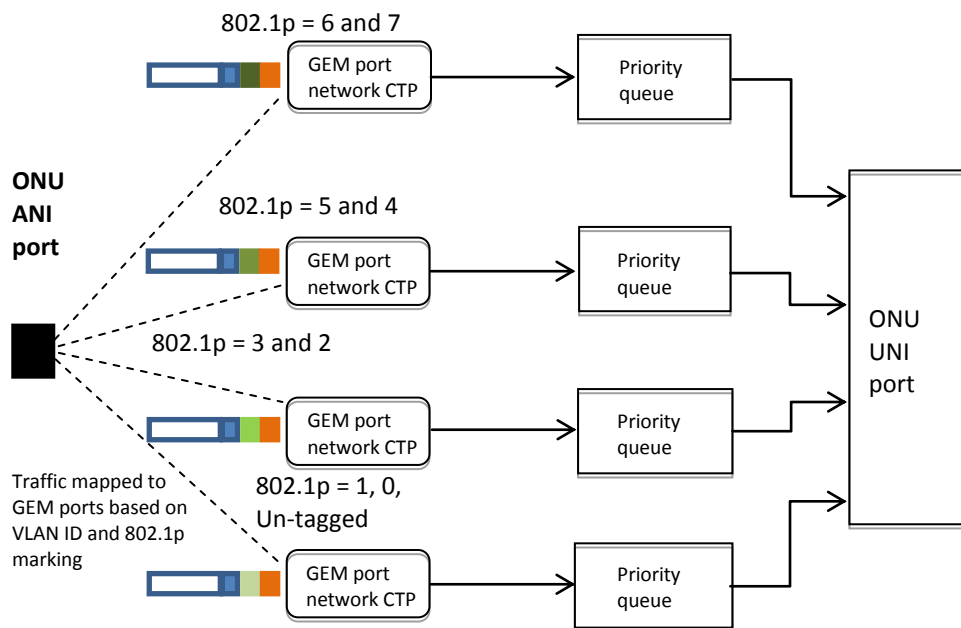 802.1p = 6 and 7
GEM port
network CTP
Priority
queue
ONU
ANI
port
802.1p = 5 and 4
GEM port
network CTP
Priority
queue
ONU
UNI
port
802.1p = 3 and 2
GEM port
network CTP
Priority
queue
Traffic mapped to
GEM ports based on
VLAN ID and 802.1p
marking
802.1p = 1, 0,
Un-tagged
GEM port
network CTP
Priority
queue